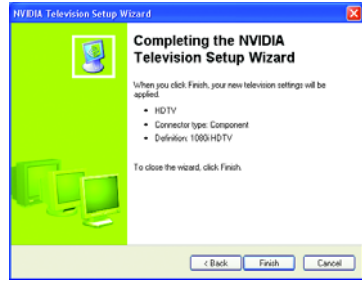 NVIDIA Television Setup Wizard
Completing the NVIDIA
Television Setup Wizard
When you click Finish, your new television settings will be
applied.
• HDTV
• Connector type: Component
• Definition: 1080i HDTV
To close the wizard, click Finish.
< Back
Finish
Cancel